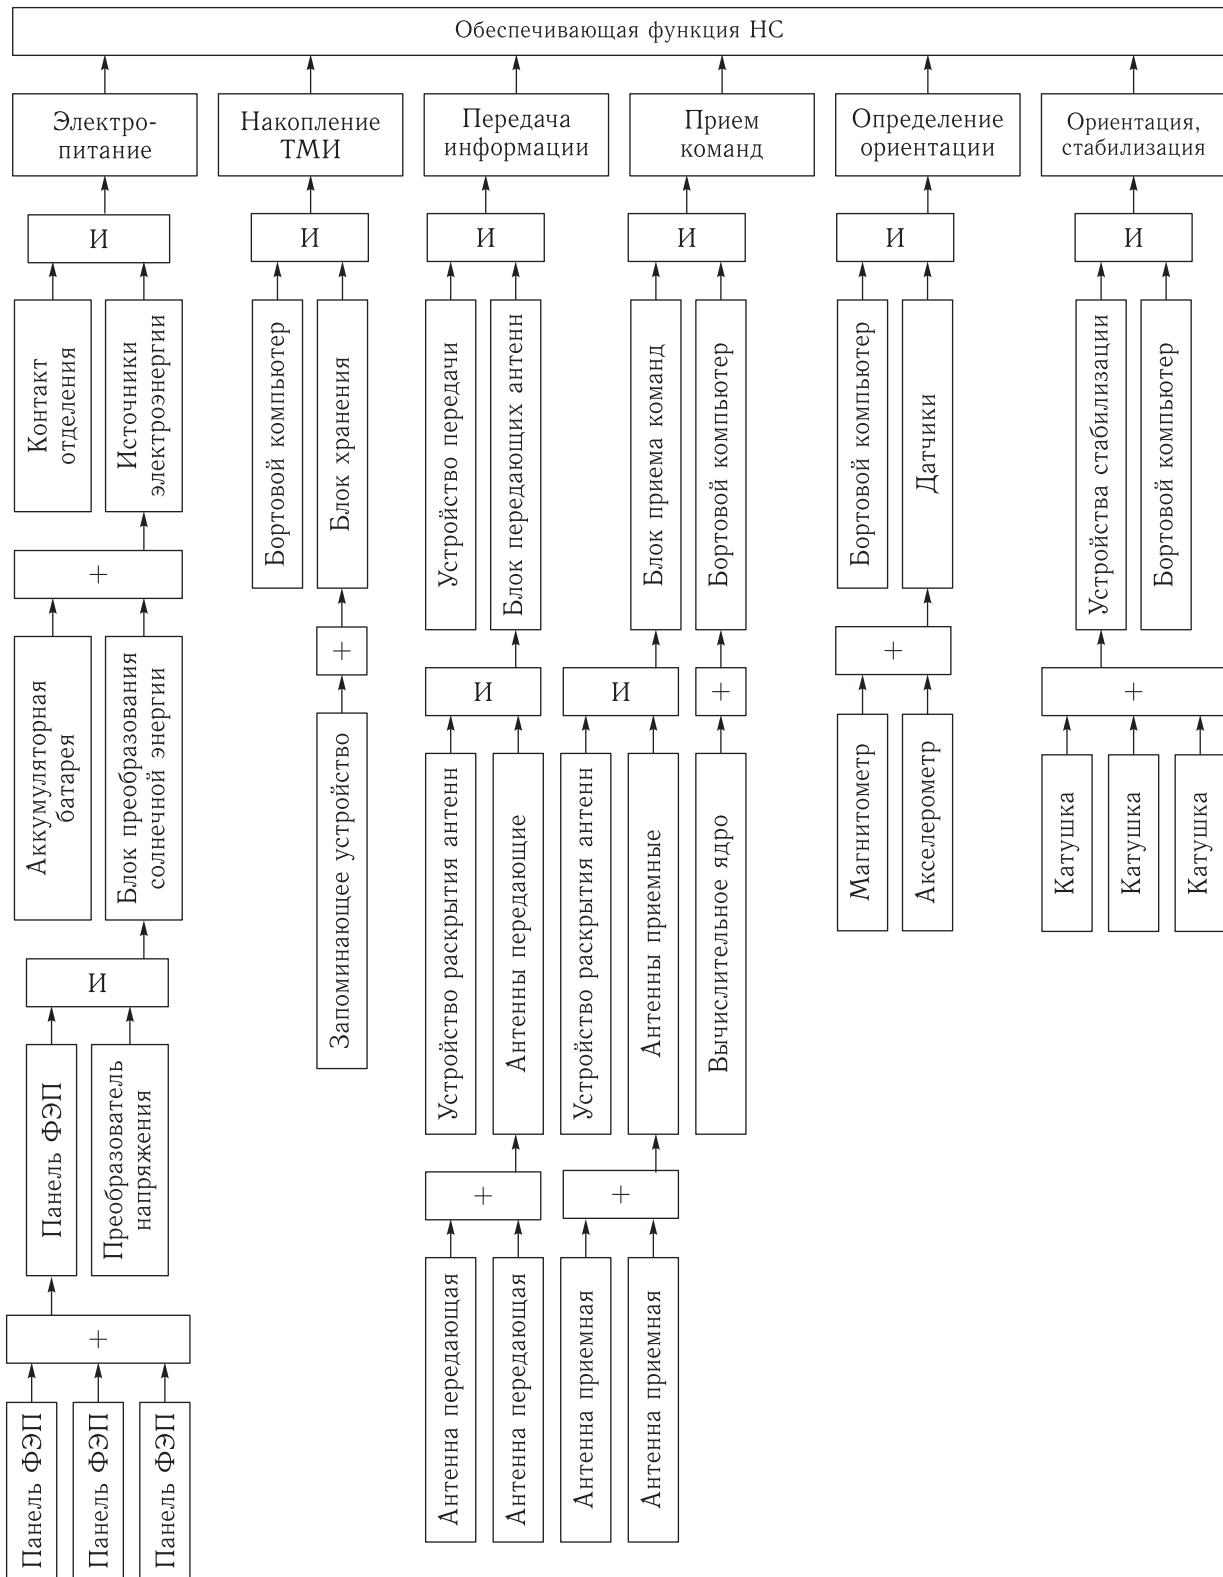 Обеспечивающая функция НС
Электро-
питание
Накопление
ТМИ
Передача
информации
Прием
команд
Определение
ориентации
Ориентация,
стабилизация
И
И
И
И
И
И
Контакт
отделения
Источники
электроэнергии
Бортовой компьютер
Блок хранения
Устройство передачи
Блок передающих антенн
Блок приема команд
Бортовой компьютер
Бортовой компьютер
Датчики
Устройства стабилизации
Бортовой компьютер
+
+
И
И
+
+
+
Аккумуляторная
батарея
Блок преобразования
солнечной энергии
Запоминающее устройство
Устройство раскрытия антенн
Антенны передающие
Устройство раскрытия антенн
Антенны приемные
Вычислительное ядро
Магнитометр
Акселерометр
Катушка
Катушка
Катушка
И
Панель ФЭП
Преобразователь
напряжения
+
+
Антенна передающая
Антенна передающая
Антенна приемная
Антенна приемная
+
Панель ФЭП
Панель ФЭП
Панель ФЭП